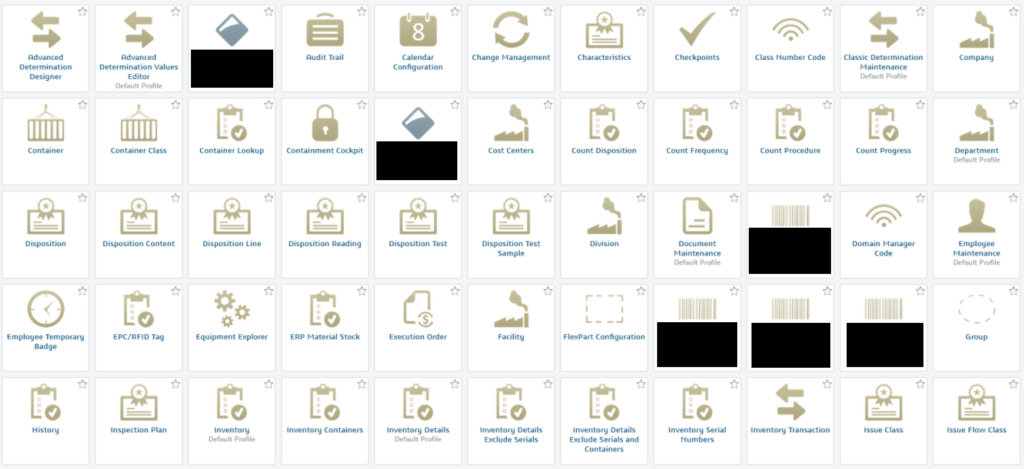 Advanced
Determination
Designer
Advanced
Determination Values
Editor
Default Profile
Audit Trail
8
Calendar
Configuration
Change Management
Characteristics
Checkpoints
Class Number Code
Classic Determination
Maintenance
Default Profile
Company
Container
Container Class
Container Lookup
Containment Cockpit
Cost Centers
Count Disposition
Count Frequency
Count Procedure
Count Progress
Department
Default Profile
Disposition
Disposition Content
Disposition Line
Disposition Reading
Disposition Test
Disposition Test
Sample
Division
Document
Maintenance
Default Profile
Domain Manager
Code
Employee
Maintenance
Default Profile
Employee Temporary
Badge
EPC/RFID Tag
Equipment Explorer
ERP Material Stock
Execution Order
Facility
FlexPart Configuration
Group
History
Inspection Plan
Inventory
Default Profile
Inventory Containers
Inventory Details
Default Profile
Inventory Details
Exclude Serials
Inventory Details
Exclude Serials and
Containers
Inventory Serial
Numbers
Inventory Transaction
Issue Class
Issue Flow Class